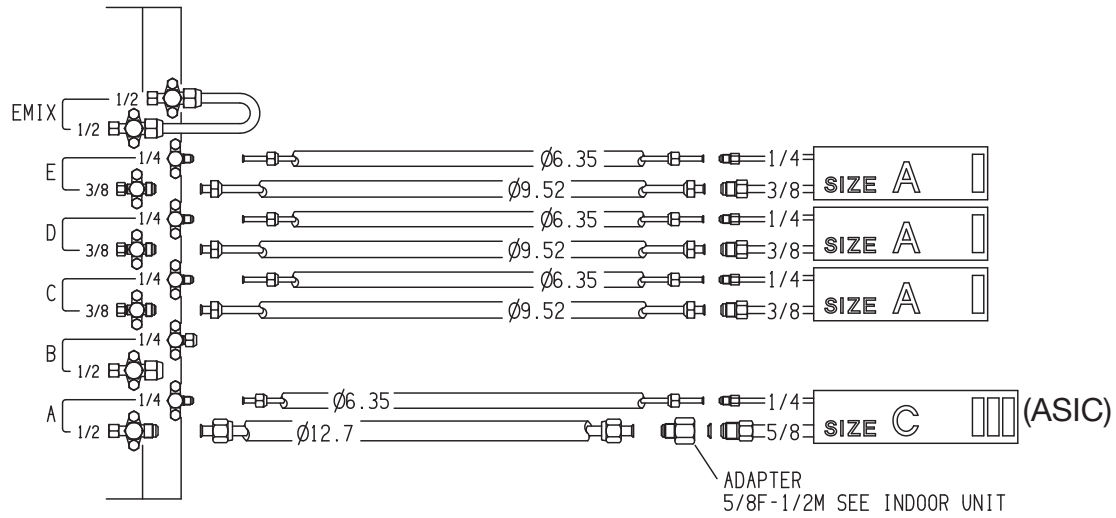 EMIX
1/2
1/2
E
1/4
3/8
Ø6.35
Ø9.52
1/4
3/8
SIZE A
D
1/4
3/8
Ø6.35
Ø9.52
1/4
3/8
SIZE A
C
1/4
3/8
Ø6.35
Ø9.52
1/4
3/8
SIZE A
B
1/4
1/2
A
1/4
1/2
Ø6.35
Ø12.7
1/4
5/8
SIZE C
(ASIC)
ADAPTER
5/8F-1/2M SEE INDOOR UNIT